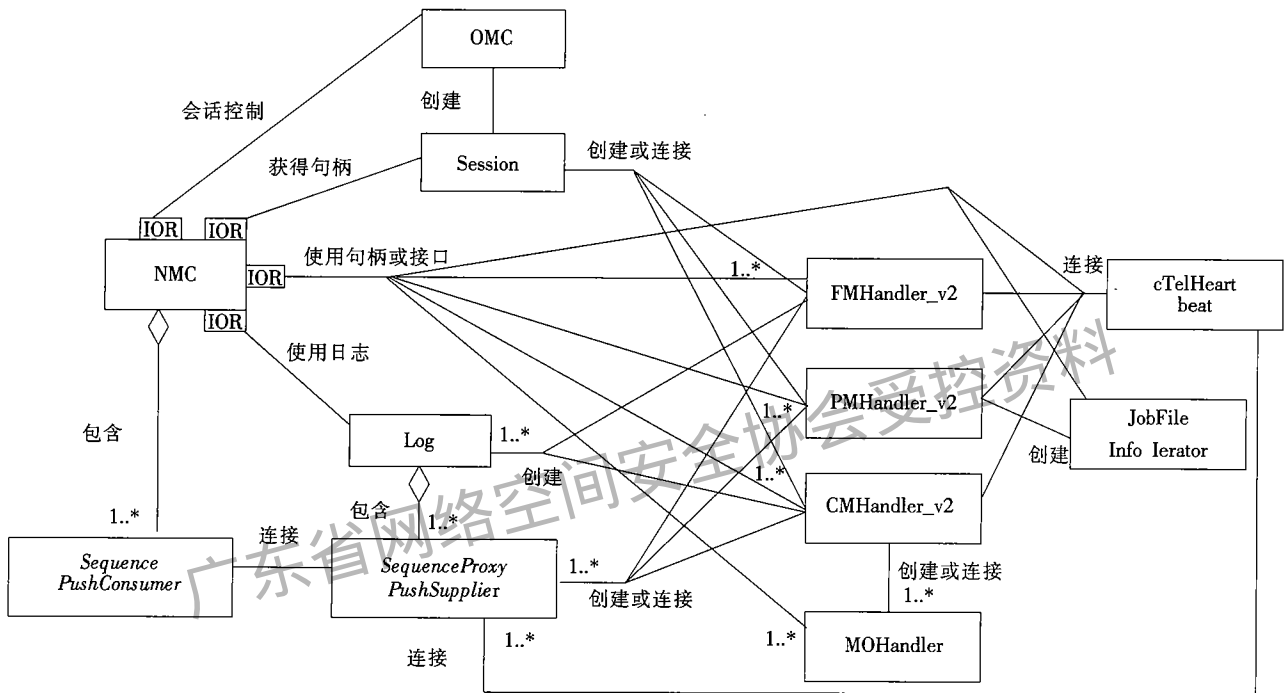 OMC
会话控制
创建
获得句柄
Session
创建或连接
IOR
IOR
NMC
IOR
IOR
使用句柄或接口
1..*
FMHandler_v2
连接
cTelHeart
beat
使用日志
包含
Log
1..*
创建
1..*
PMHandler_v2
JobFile
Info Ierator
创建
1..*
CMHandler_v2
包含
1..*
1..*
连接
Sequence
PushConsumer
SequenceProxy
PushSupplier
1..*
创建或连接
创建或连接
1..*
连接
1..*
1..*
MOHandler
广东省网络空间安全协会受控资料